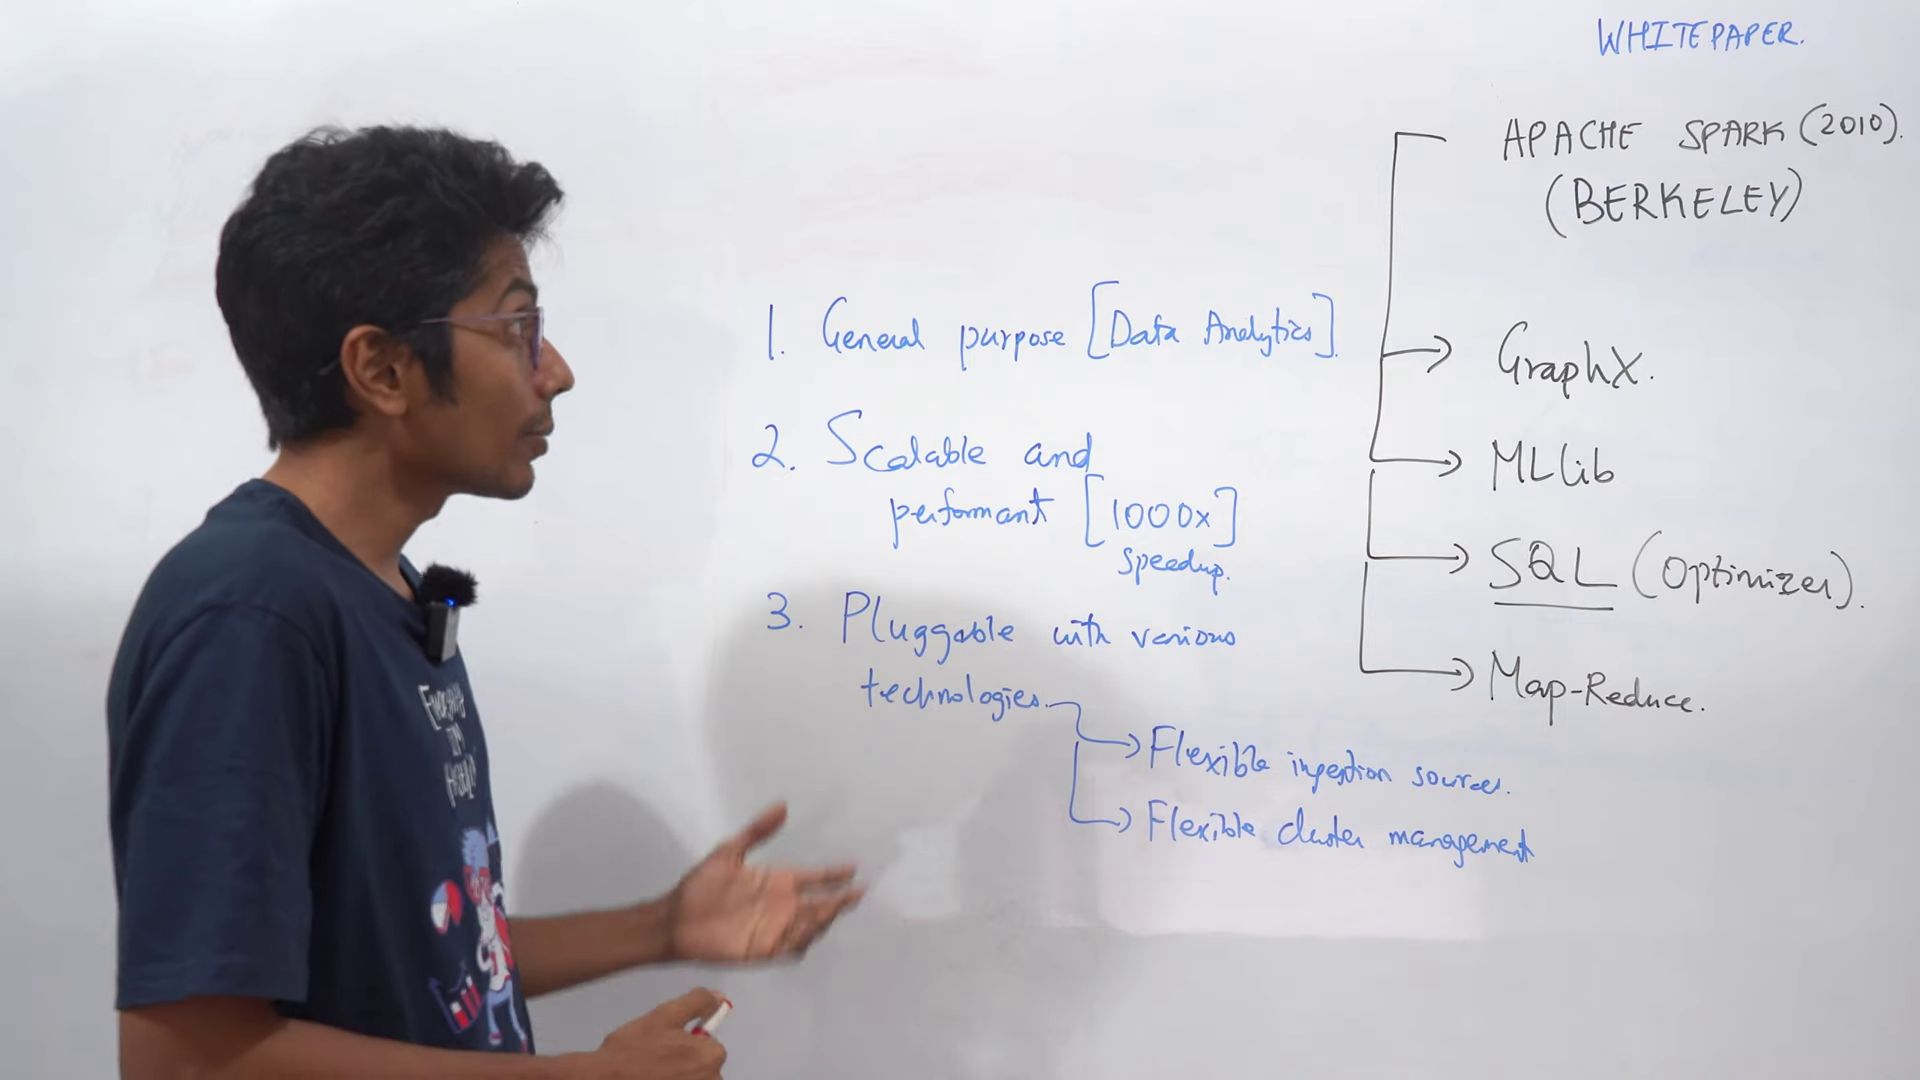 WHITEPAPER.
APACHE SPARK (2010).
(BERKELEY)
1. General purpose [Data Analytics].
2. Scalable and
performant [1000x]
speedup.
3. Pluggable with various
technologies.
Flexible ingestion sources.
Flexible cluster management
GraphX.
MLlib
SQL (Optimizer).
Map-Reduce.